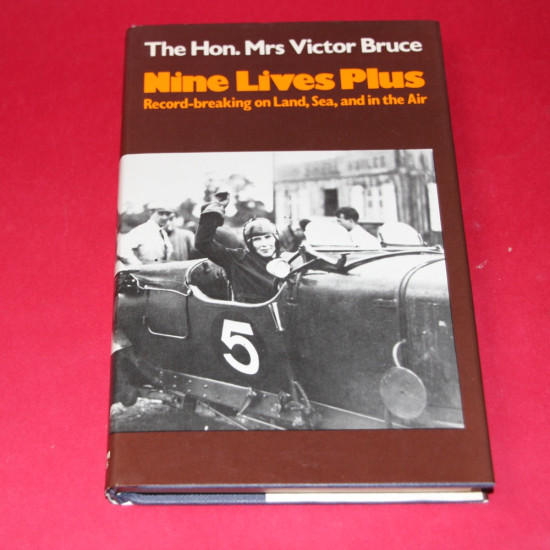 The Hon. Mrs Victor Bruce
Nine Lives Plus
Record-breaking on Land, Sea, and in the Air
5